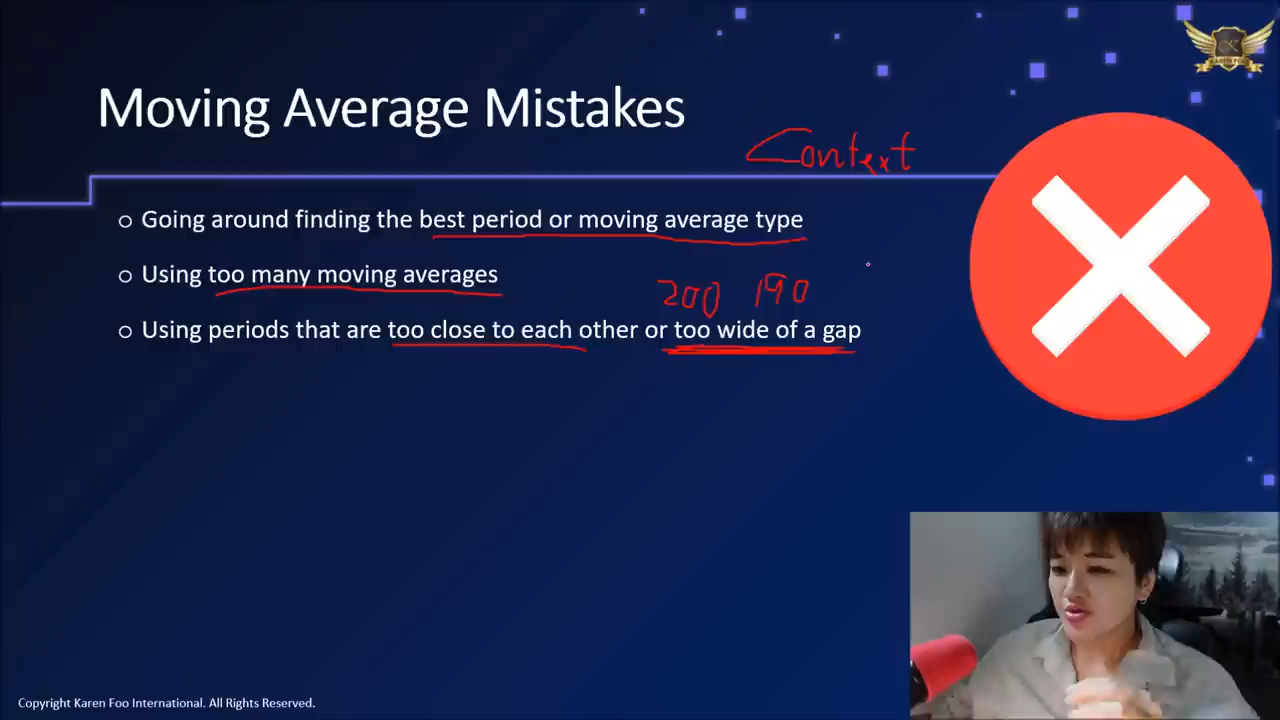 KAREN FOO
Moving Average Mistakes
Context
o Going around finding the best period or moving average type
o Using too many moving averages
200 190
o Using periods that are too close to each other or too wide of a gap
Copyright Karen Foo International. All Rights Reserved.